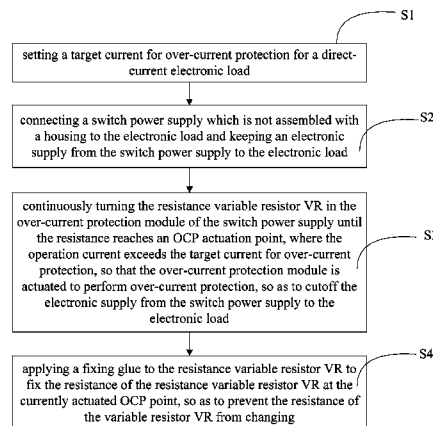 S1
setting a target current for over-current protection for a direct-
current electronic load
S2
connecting a switch power supply which is not assembled with
a housing to the electronic load and keeping an electronic
supply from the switch power supply to the electronic load
continuously turning the resistance variable resistor VR in the
over-current protection module of the switch power supply until
the resistance reaches an OCP actuation point, where the
operation current exceeds the target current for over-current
protection, so that the over-current protection module is
actuated to perform over-current protection, so as to cutoff the
electronic supply from the switch power supply to the
electronic load
S4
applying a fixing glue to the resistance variable resistor VR to
fix the resistance of the resistance variable resistor VR at the
currently actuated OCP point, so as to prevent the resistance of
the variable resistor VR from changing